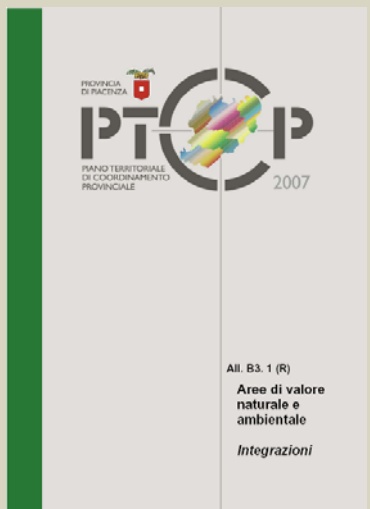 PROVINCIA
DI PIACENZA
PTCP
PIANO TERRITORIALE
DI COORDINAMENTO
PROVINCIALE
2007
All. B3. 1 (R)
Aree di valore
naturale e
ambientale
Integrazioni